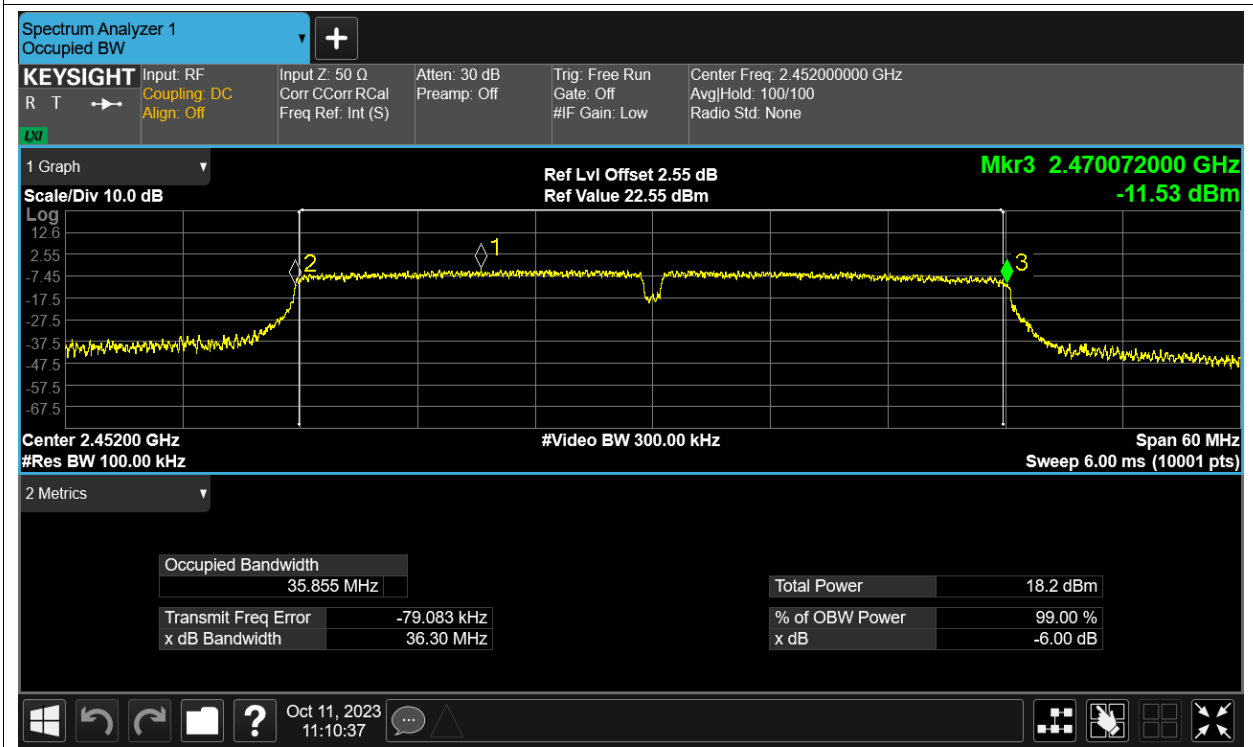 Spectrum Analyzer 1
Occupied BW
+
KEYSIGHT
R T
LXI
Input: RF
Coupling: DC
Align: Off
Input Z: 50 Ω
Corr CCorr RCal
Freq Ref: Int (S)
Atten: 30 dB
Preamp: Off
Trig: Free Run
Gate: Off
#IF Gain: Low
Center Freq: 2.452000000 GHz
Avg|Hold: 100/100
Radio Std: None
1 Graph
Scale/Div 10.0 dB
Ref Lvl Offset 2.55 dB
Ref Value 22.55 dBm
Mkr3 2.470072000 GHz
-11.53 dBm
Log
12.6
2.55
-7.45
-17.5
-27.5
-37.5
-47.5
-57.5
-67.5
2
1
3
Center 2.45200 GHz
#Video BW 300.00 kHz
Span 60 MHz
#Res BW 100.00 kHz
Sweep 6.00 ms (10001 pts)
2 Metrics
Occupied Bandwidth
35.855 MHz
Total Power 18.2 dBm
Transmit Freq Error -79.083 kHz
% of OBW Power 99.00 %
x dB Bandwidth 36.30 MHz
x dB -6.00 dB
?
Oct 11, 2023
11:10:37